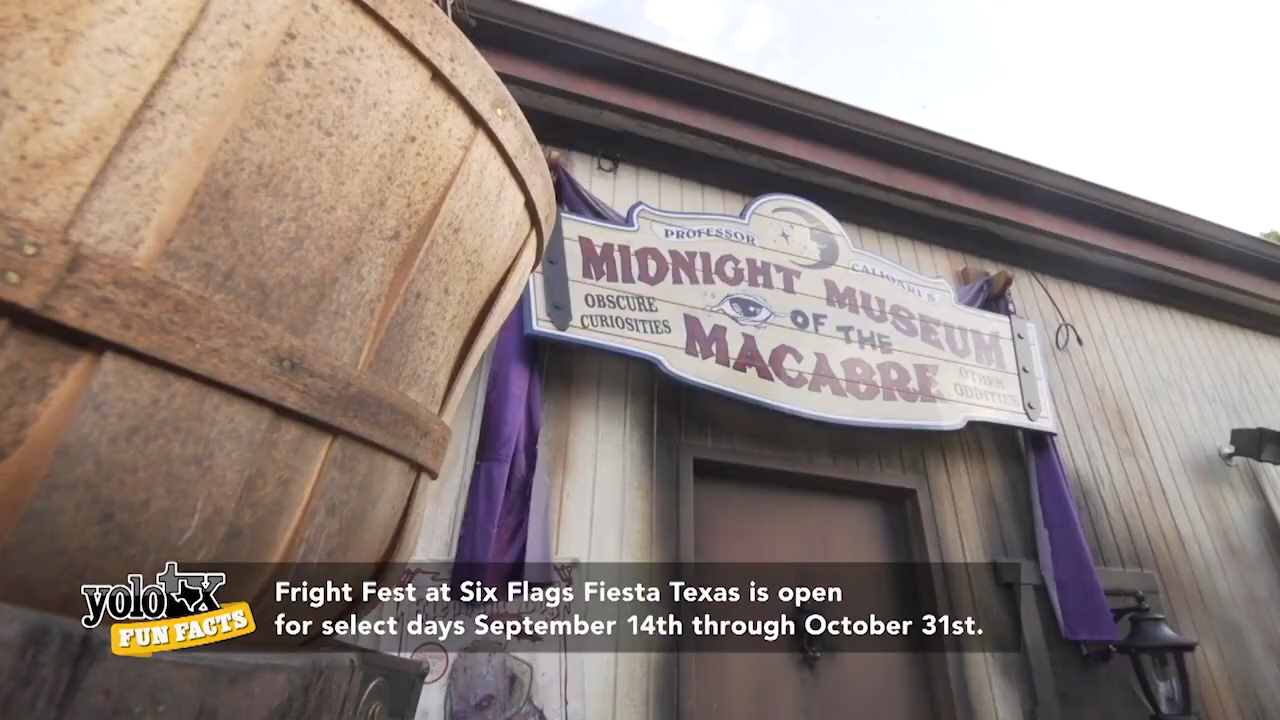 PROFESSOR
CALIGARI'S
MIDNIGHT MUSEUM
OBSCURE
CURIOSITIES
OF THE
MACABRE
OTHER
ODDITIES
yolo TX
FUN FACTS
Fright Fest at Six Flags Fiesta Texas is open
for select days September 14th through October 31st.